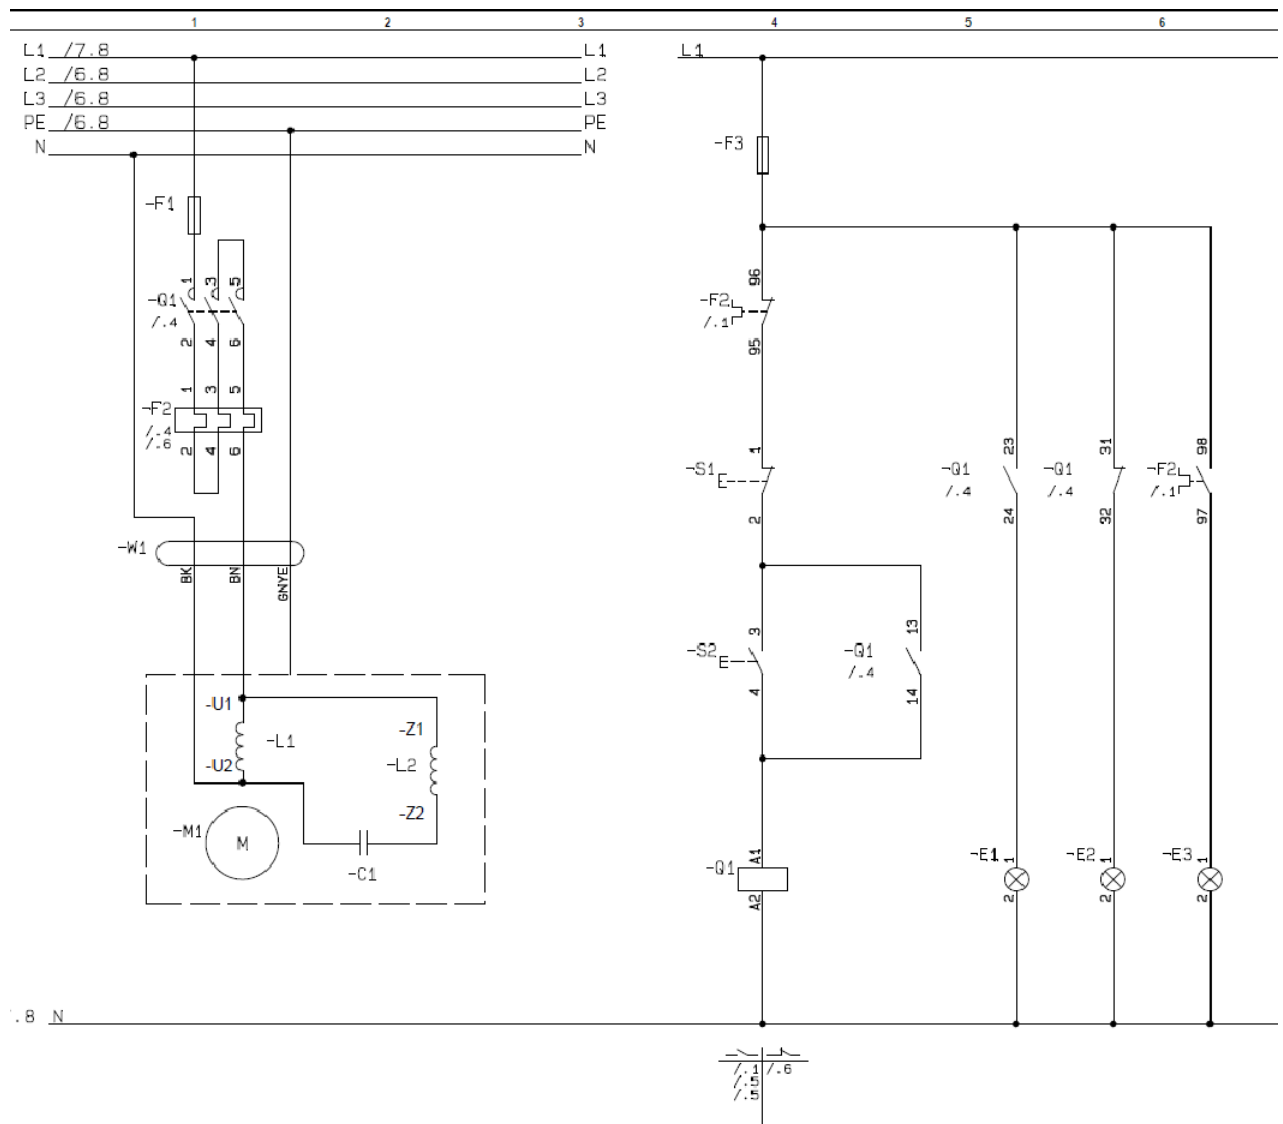 1 2 3 4 5 6
L1 /7.8 L1 L1
L2 /6.8 L2
L3 /6.8 L3
PE /6.8 PE
N N
-F3
-F1
1 3 5
-Q1
/.4
2 4 6
96
-F2
/.1
95
1 3 5
-F2
/.4
/.6
2 4 6
1
-S1
2
23
-Q1
/.4
24
31
-Q1
/.4
32
98
-F2
/.1
97
-W1
BK BN GNYE
3
-S2
4
13
-Q1
/.4
14
-U1
-L1
-U2
-Z1
-L2
-Z2
-M1
M
-C1
A1
-Q1
A2
-E1 1
2
-E2 1
2
-E3 1
2
.8 N
/.1 /.6
/.5
/.5